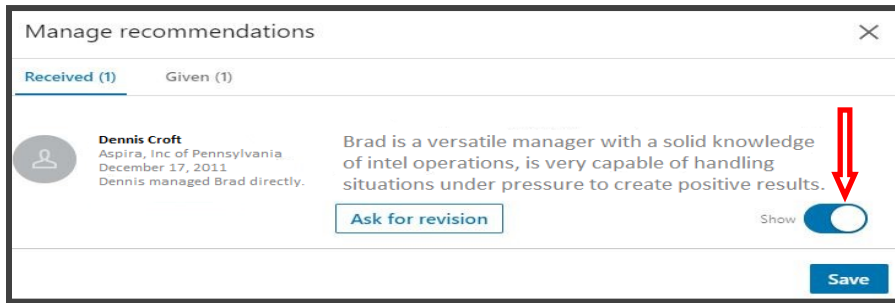 Manage recommendations
Received (1)
Given (1)
Dennis Croft
Aspira, Inc of Pennsylvania
December 17, 2011
Dennis managed Brad directly.
Brad is a versatile manager with a solid knowledge
of intel operations, is very capable of handling
situations under pressure to create positive results.
Ask for revision
Show
Save